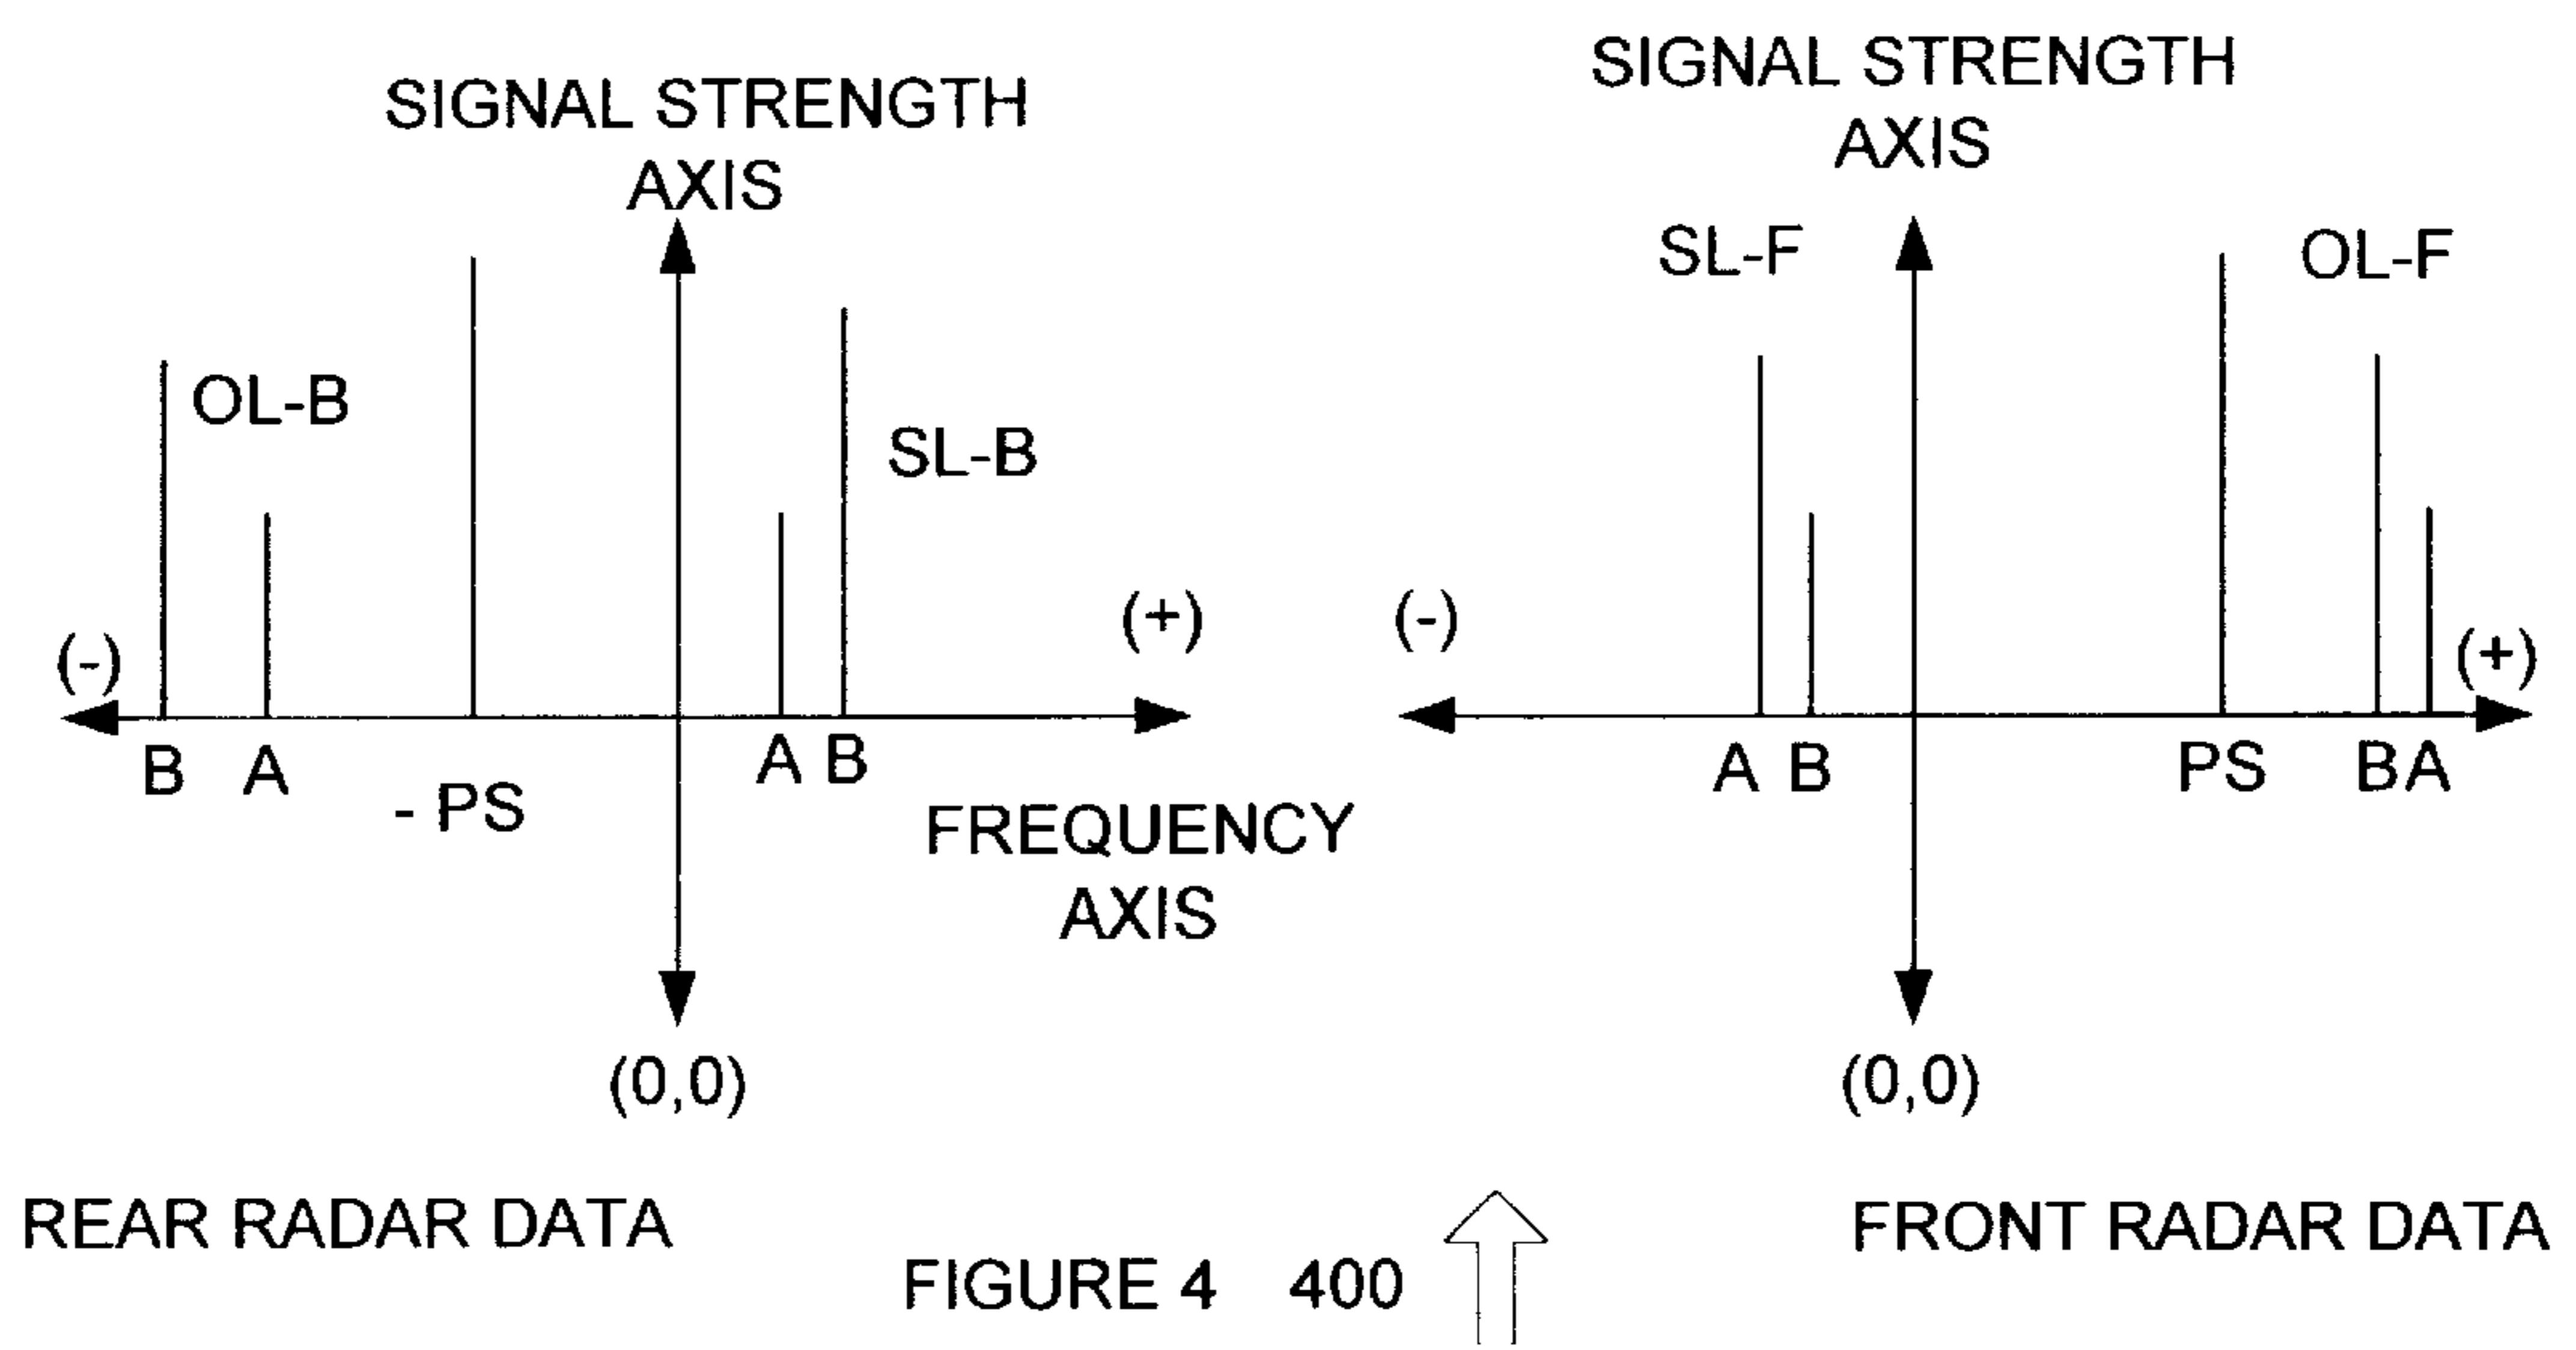 SIGNAL STRENGTH
AXIS
OL-B
SL-B
(-)
(+)
B A - PS A B
FREQUENCY
AXIS
(0,0)
REAR RADAR DATA
SIGNAL STRENGTH
AXIS
SL-F
OL-F
(-)
(+)
A B PS B A
(0,0)
FRONT RADAR DATA
FIGURE 4 400